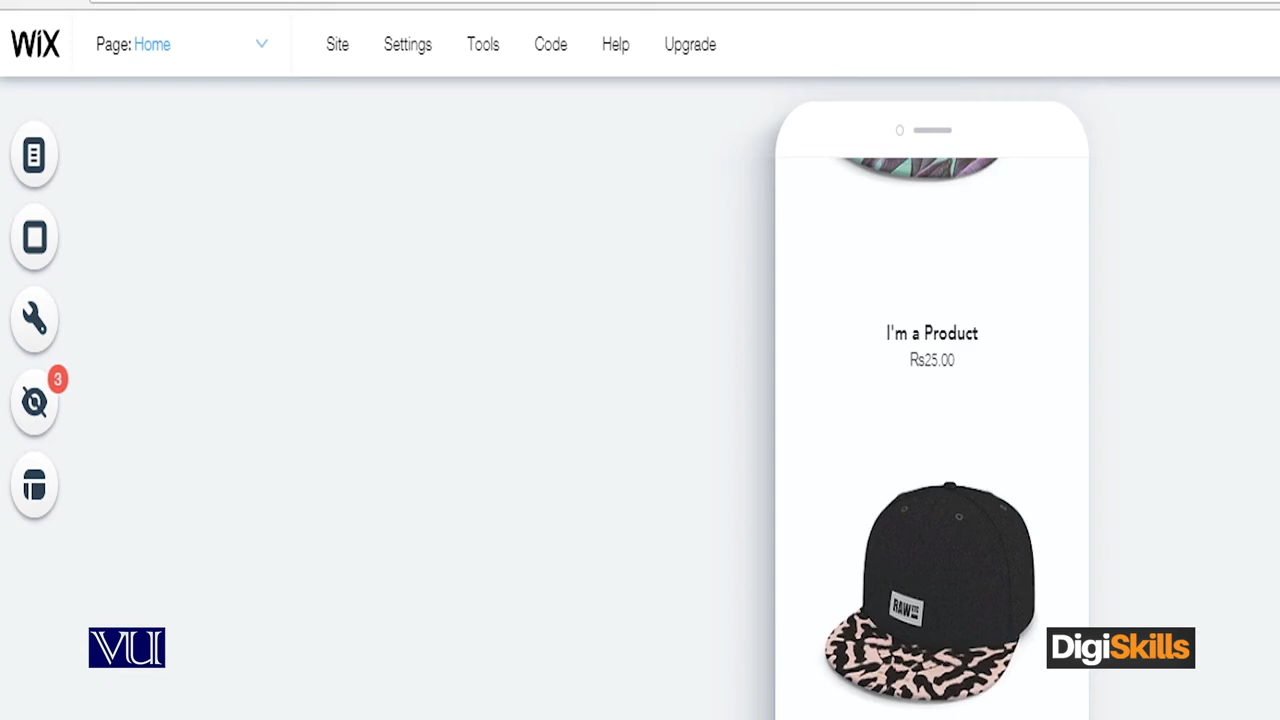 WiX
Page: Home
Site
Settings
Tools
Code
Help
Upgrade
3
I'm a Product
Rs25.00
RAW
VU
DigiSkills